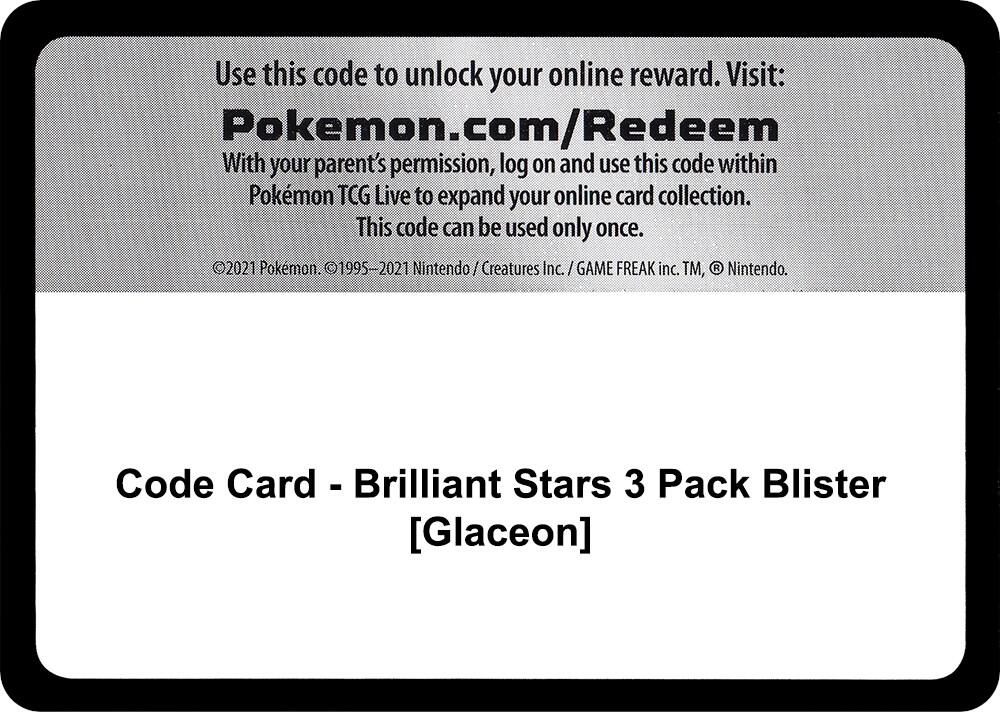 Use this code to unlock your online reward. Visit:
Pokemon.com/Redeem
With your parent's permission, log on and use this code within
Pokémon TCG Live to expand your online card collection.
This code can be used only once.
©2021 Pokémon. ©1995–2021 Nintendo / Creatures Inc. / GAME FREAK inc. TM, ® Nintendo.
Code Card - Brilliant Stars 3 Pack Blister
[Glaceon]